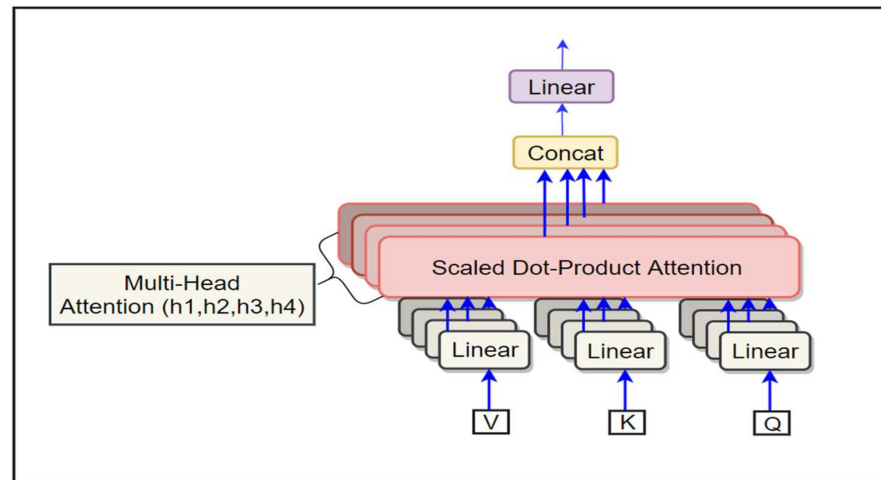 Linear
Concat
Scaled Dot-Product Attention
Multi-Head
Attention (h1,h2,h3,h4)
Linear
Linear
Linear
V
K
Q